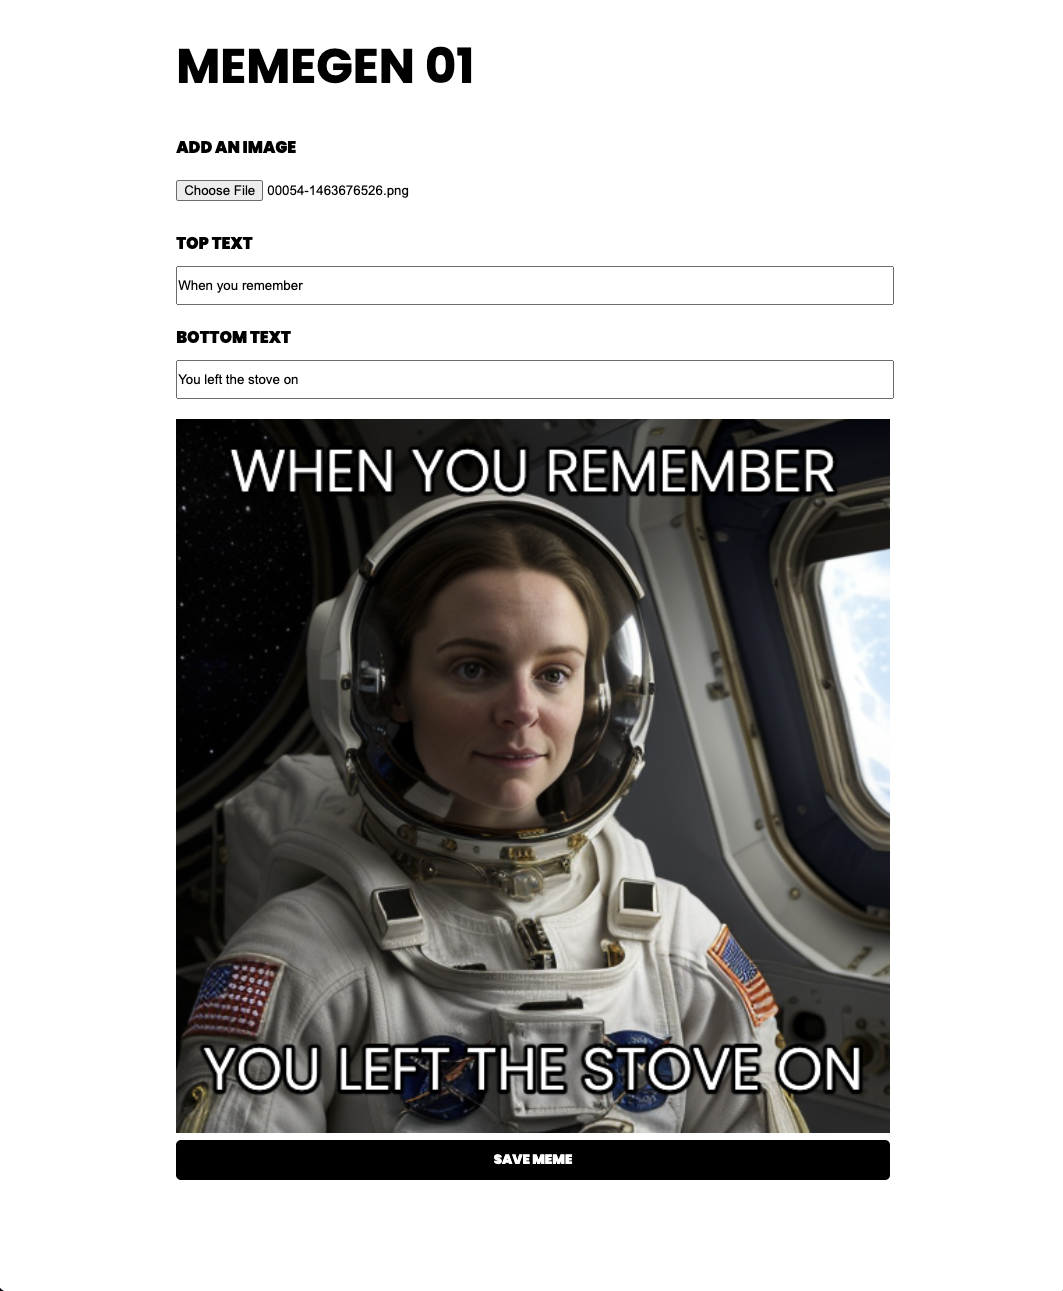 MEMEGEN 01
ADD AN IMAGE
Choose File 00054-1463676526.png
TOP TEXT
When you remember
BOTTOM TEXT
You left the stove on
WHEN YOU REMEMBER
YOU LEFT THE STOVE ON
SAVE MEME